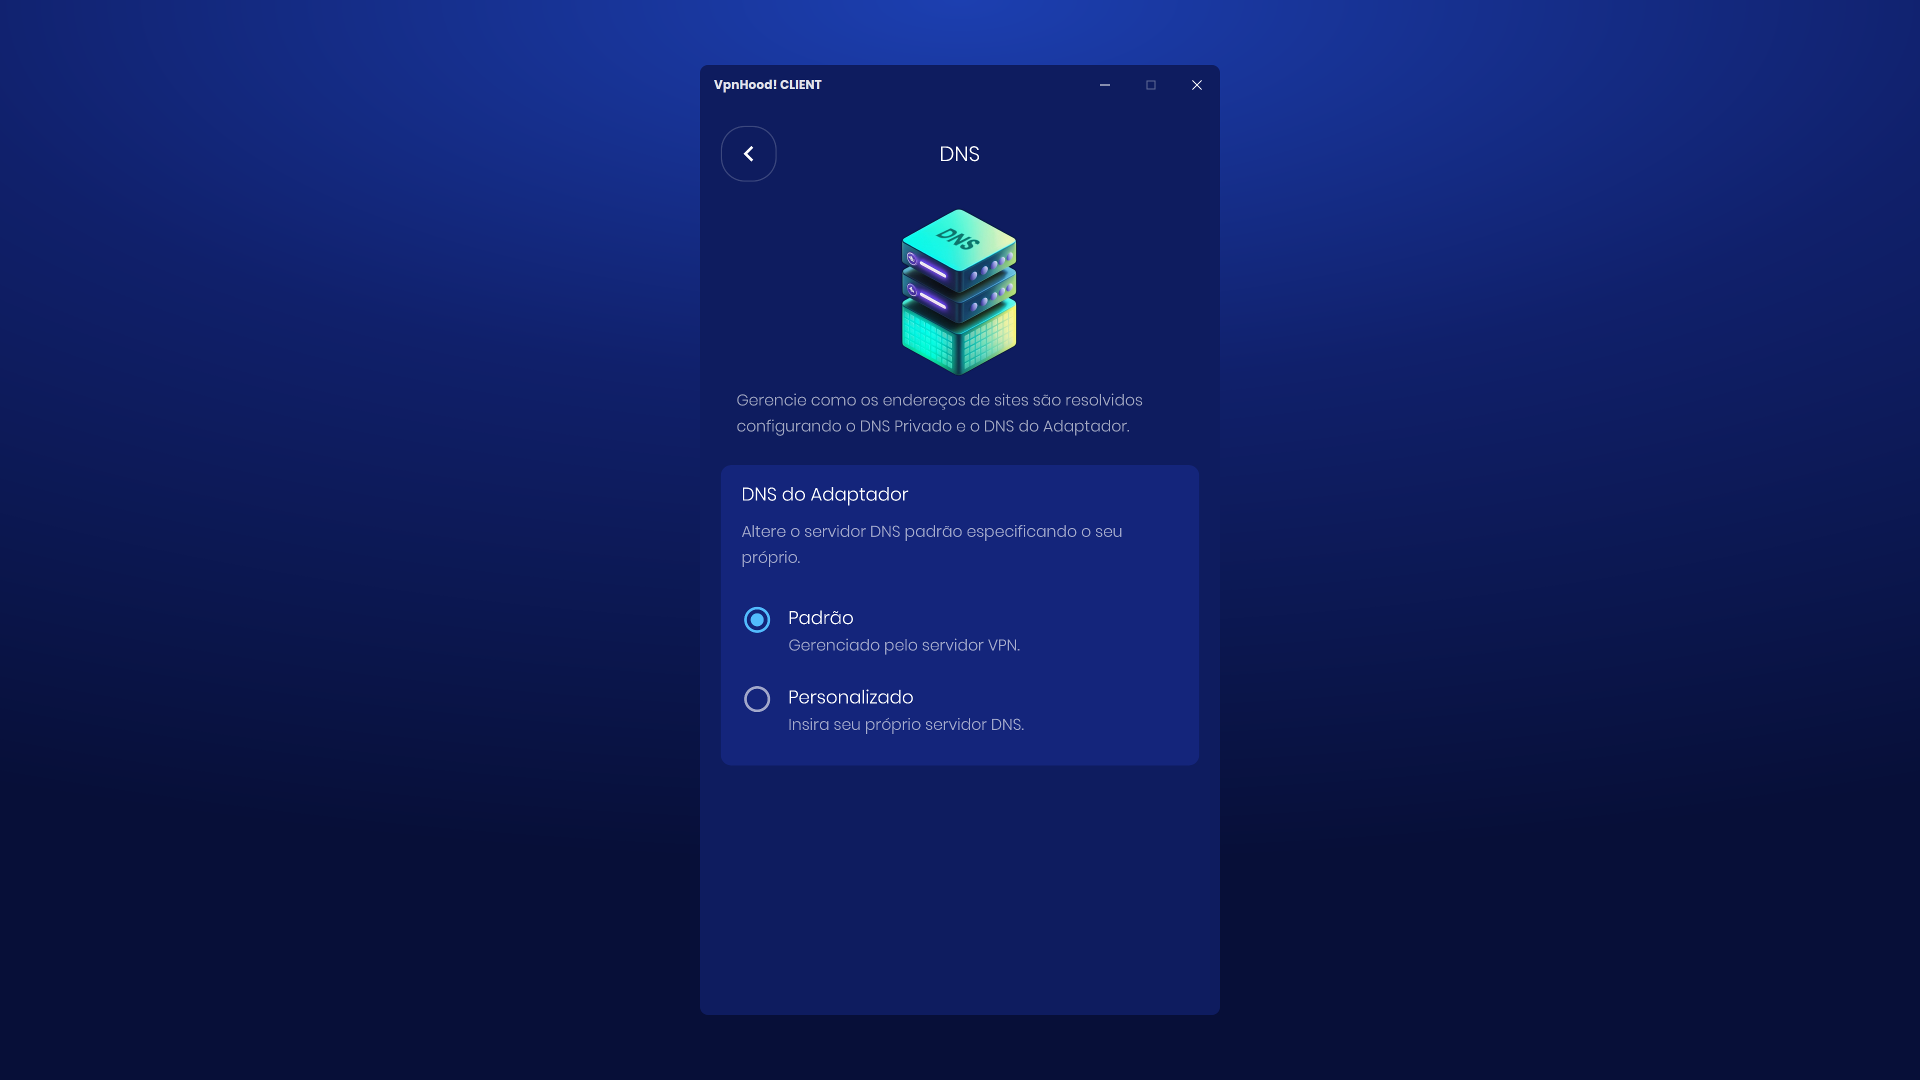 VpnHood! CLIENT
DNS
DNS
Gerencie como os endereços de sites são resolvidos
configurando o DNS Privado e o DNS do Adaptador.
DNS do Adaptador
Altere o servidor DNS padrão especificando o seu
próprio.
Padrão
Gerenciado pelo servidor VPN.
Personalizado
Insira seu próprio servidor DNS.